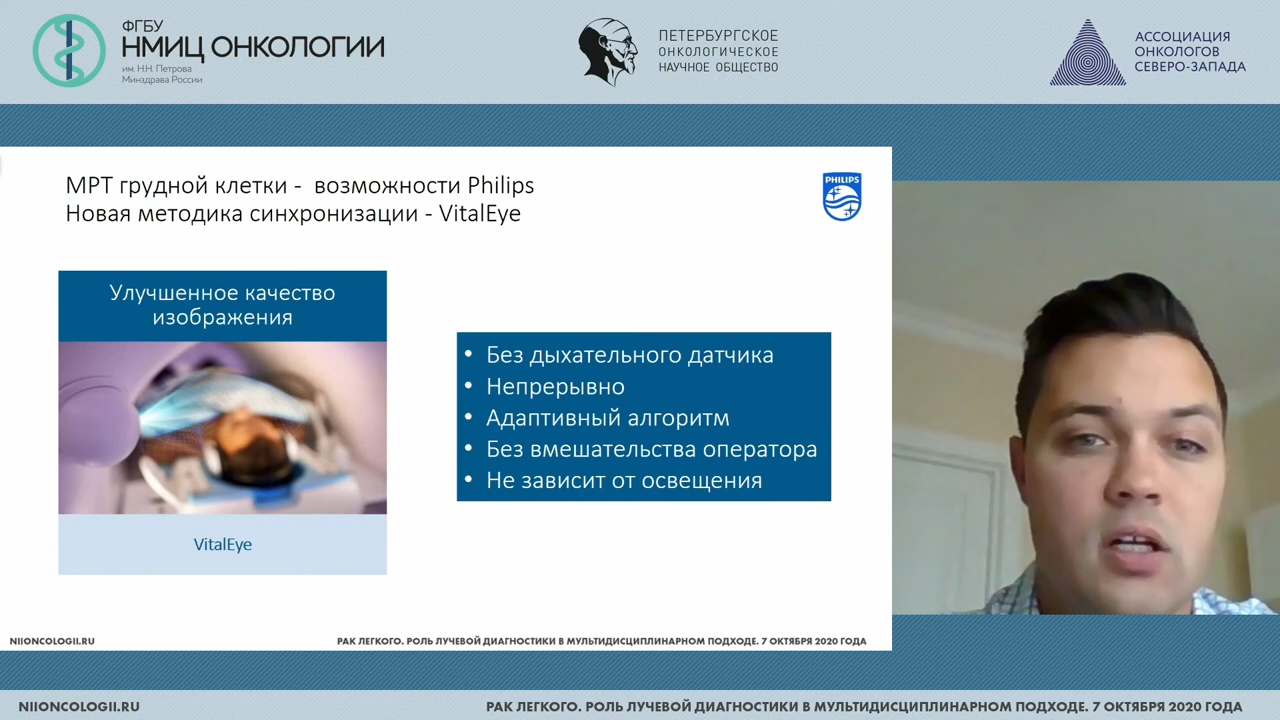 ФГБУ
НМИЦ ОНКОЛОГИИ
им. Н.Н. Петрова
Минздрава России
ПЕТЕРБУРГСКОЕ
ОНКОЛОГИЧЕСКОЕ
НАУЧНОЕ ОБЩЕСТВО
АССОЦИАЦИЯ
ОНКОЛОГОВ
СЕВЕРО-ЗАПАДА
МРТ грудной клетки - возможности Philips
Новая методика синхронизации - VitalEye
PHILIPS
Улучшенное качество
изображения
VitalEye
• Без дыхательного датчика
• Непрерывно
• Адаптивный алгоритм
• Без вмешательства оператора
• Не зависит от освещения
NIIONCOLOGII.RU
РАК ЛЕГКОГО. РОЛЬ ЛУЧЕВОЙ ДИАГНОСТИКИ В МУЛЬТИДИСЦИПЛИНАРНОМ ПОДХОДЕ. 7 ОКТЯБРЯ 2020 ГОДА
NIIONCOLOGII.RU
РАК ЛЕГКОГО. РОЛЬ ЛУЧЕВОЙ ДИАГНОСТИКИ В МУЛЬТИДИСЦИПЛИНАРНОМ ПОДХОДЕ. 7 ОКТЯБРЯ 2020 ГОДА